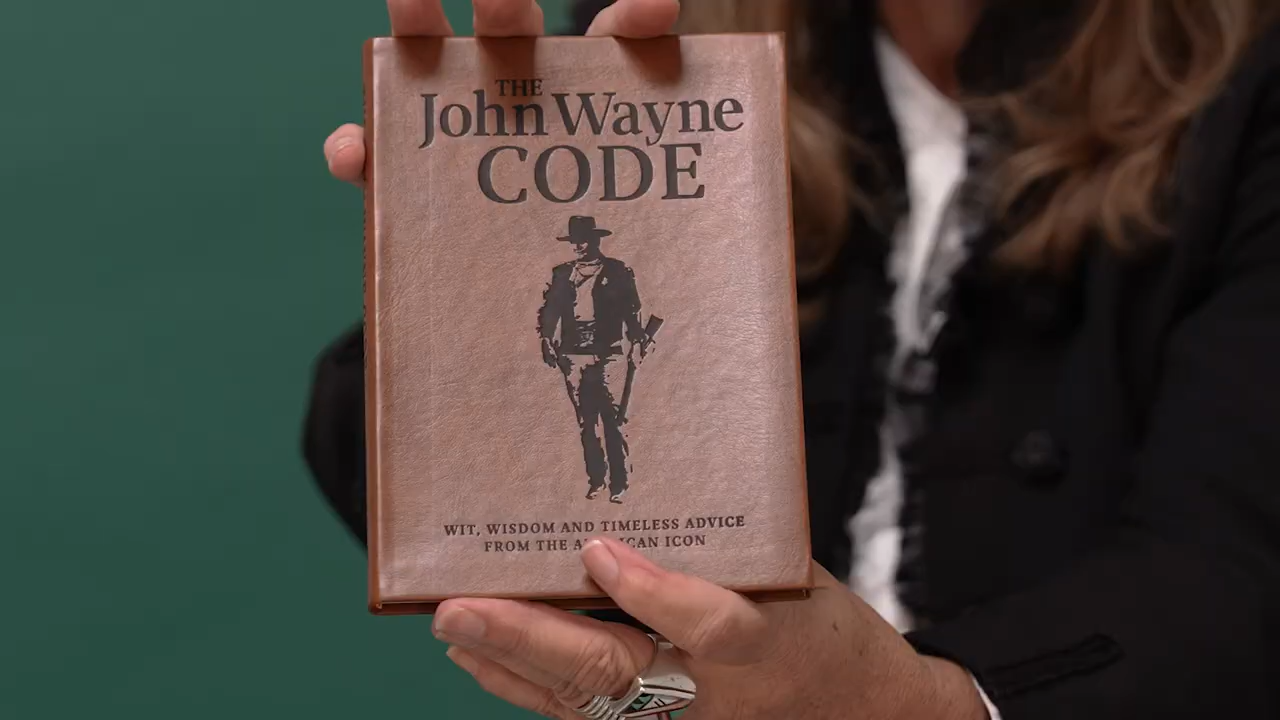 THE
John Wayne
CODE
WIT, WISDOM AND TIMELESS ADVICE
FROM THE ICON